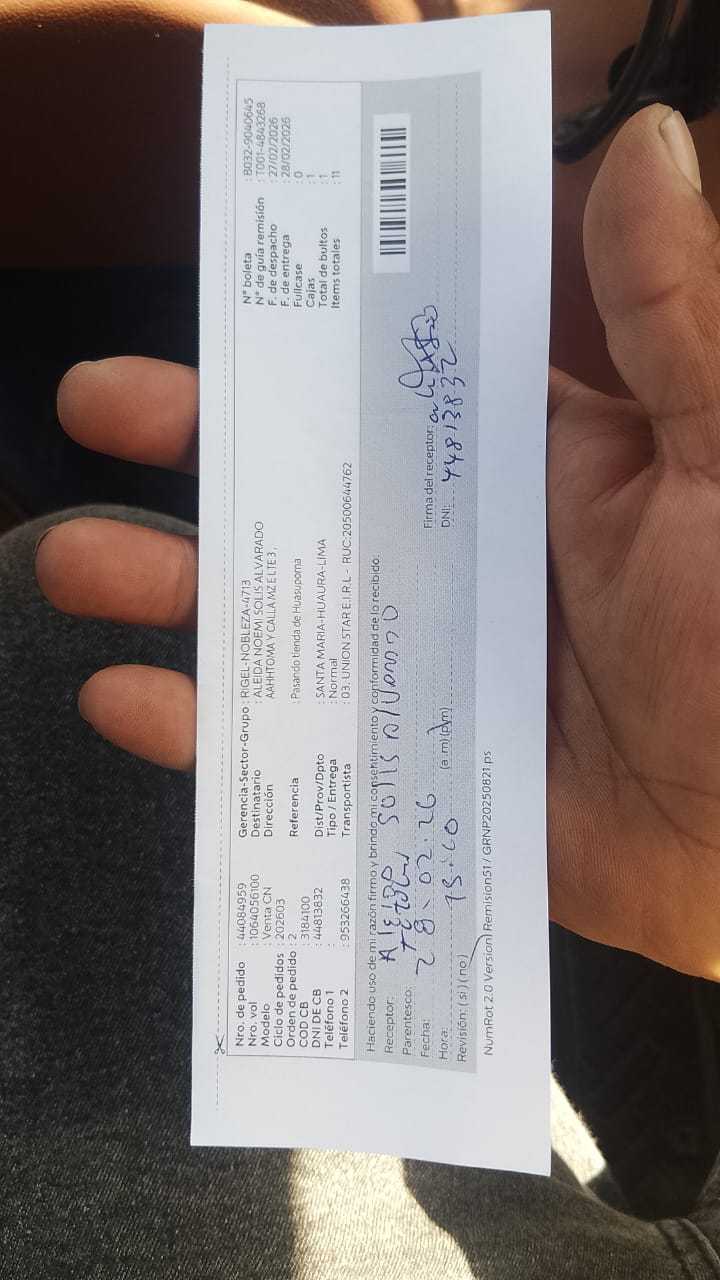 Nro. de pedido : 44084959
Nro. vol : 1064056100
Modelo : Venta CN
Ciclo de pedidos : 202603
Orden de pedido : 2
COD CB : 3184100
DNI DE CB : 44813832
Teléfono 1 :
Teléfono 2 : 953266438
Gerencia-Sector-Grupo : RIGEL-NOBLEZA-4713
Destinatario : ALEIDA NOEMI SOLIS ALVARADO
Dirección AAHHTOMA Y CALLA MZ E LTE 3 ,
Referencia : Pasando tienda de Huasupoma
Dist/Prov/Dpto : SANTA MARIA-HUAURA-LIMA
Tipo / Entrega : Normal
Transportista : 03. UNION STAR E.I.R.L - RUC:20500644762
N° boleta : B032-9040645
N° de guía remisión : T001-4843268
F. de despacho : 27/02/2026
F. de entrega : 28/02/2026
Fullcase : 0
Cajas : 1
Total de bultos : 1
Items totales : 11
Haciendo uso de mi razón firmo y brindo mi consentimiento y conformidad de lo recibido.
Receptor: Aleida Solis Alvarado
Parentesco: Titular
Fecha: 28.02.26
Hora: (a.m)(p.m)
Revisión: (si) (no)
Firma del receptor:
DNI: 44813832
NumRot 2.0 Version Remision51 / GRNP20250821.ps